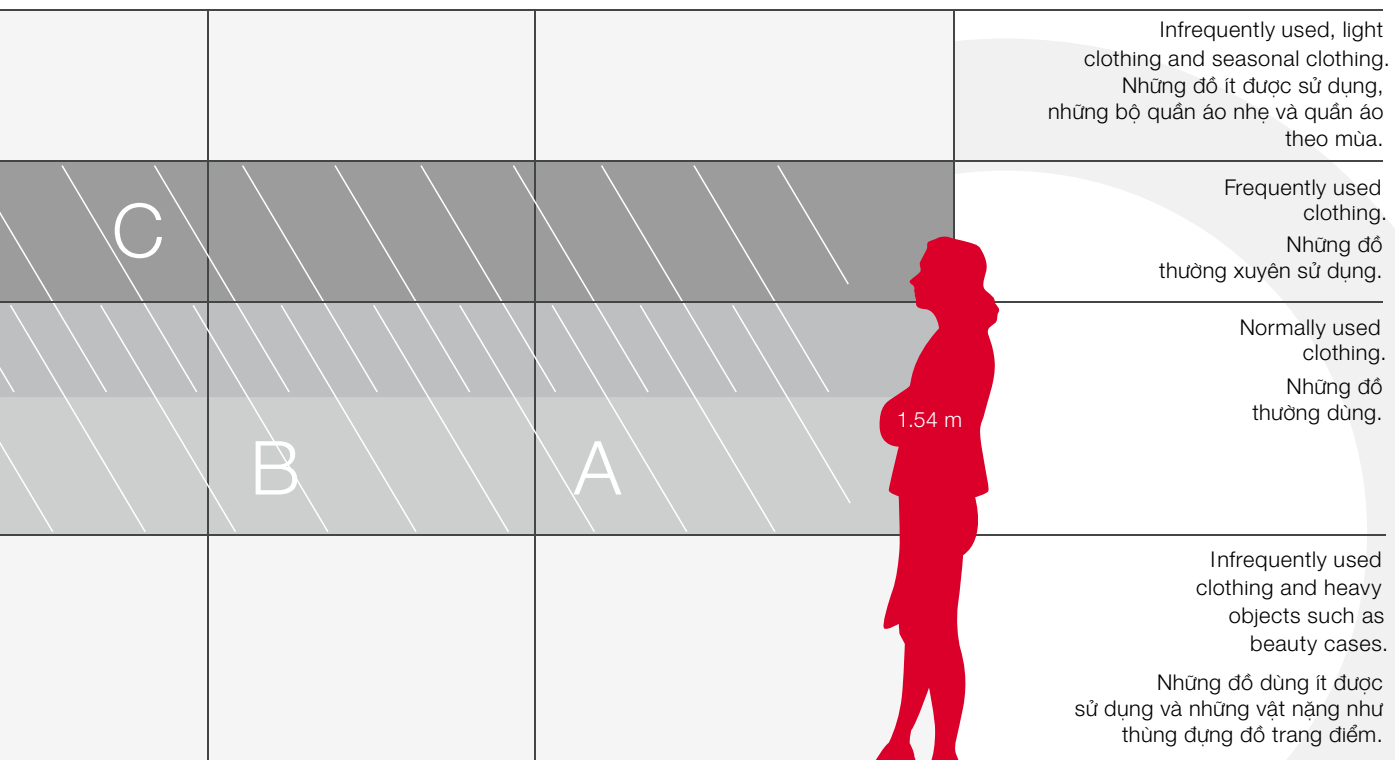 Infrequently used, light
clothing and seasonal clothing.
Những đồ ít được sử dụng,
những bộ quần áo nhẹ và quần áo
theo mùa.
Frequently used
clothing.
Những đồ
thường xuyên sử dụng.
C
Normally used
clothing.
Những đồ
thường dùng.
1.54 m
B
A
Infrequently used
clothing and heavy
objects such as
beauty cases.
Những đồ dùng ít được
sử dụng và những vật nặng như
thùng đựng đồ trang điểm.